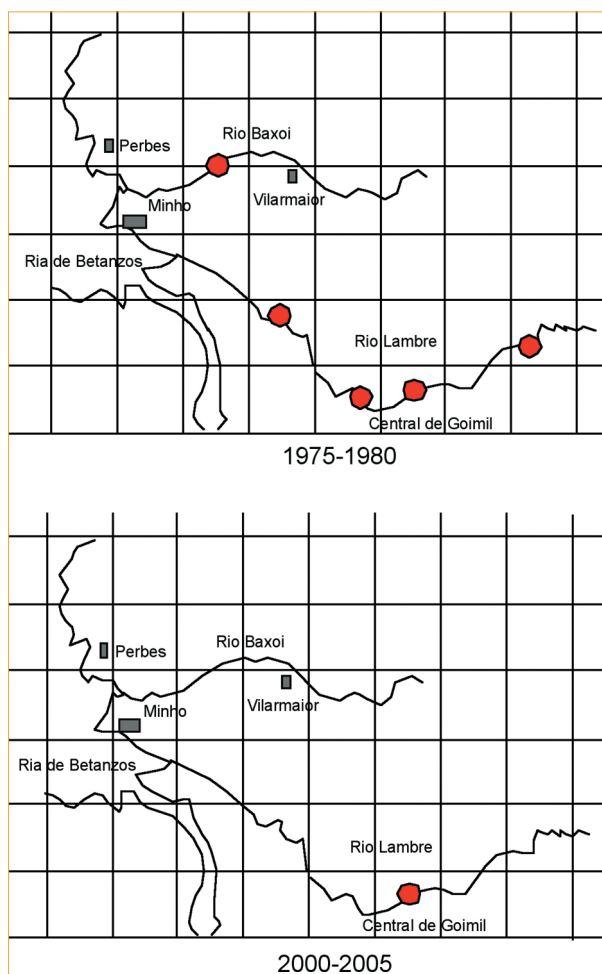 Rio Baxoi
Perbes
Vilarmaior
Minho
Ria de Betanzos
Rio Lambre
Central de Goimil
1975-1980
Rio Baxoi
Perbes
Vilarmaior
Minho
Ria de Betanzos
Rio Lambre
Central de Goimil
2000-2005